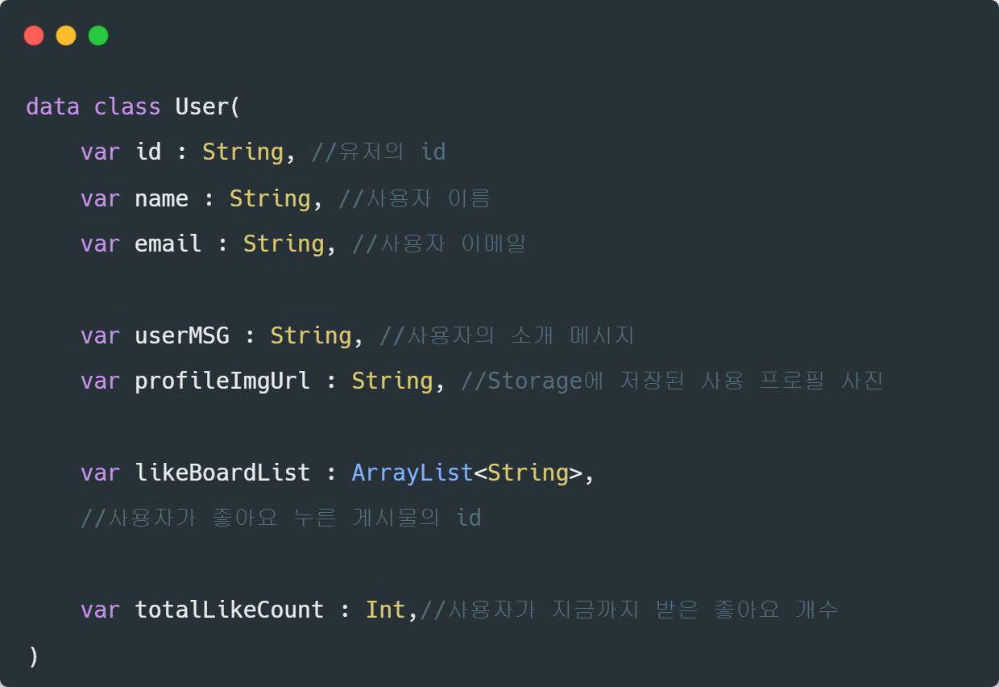 data class User(
    var id : String, //유저의 id
    var name : String, //사용자 이름
    var email : String, //사용자 이메일
    var userMSG : String, //사용자의 소개 메시지
    var profileImgUrl : String, //Storage에 저장된 사용 프로필 사진
    var likeBoardList : ArrayList<String>,
    //사용자가 좋아요 누른 게시물의 id
    var totalLikeCount : Int,//사용자가 지금까지 받은 좋아요 개수
)